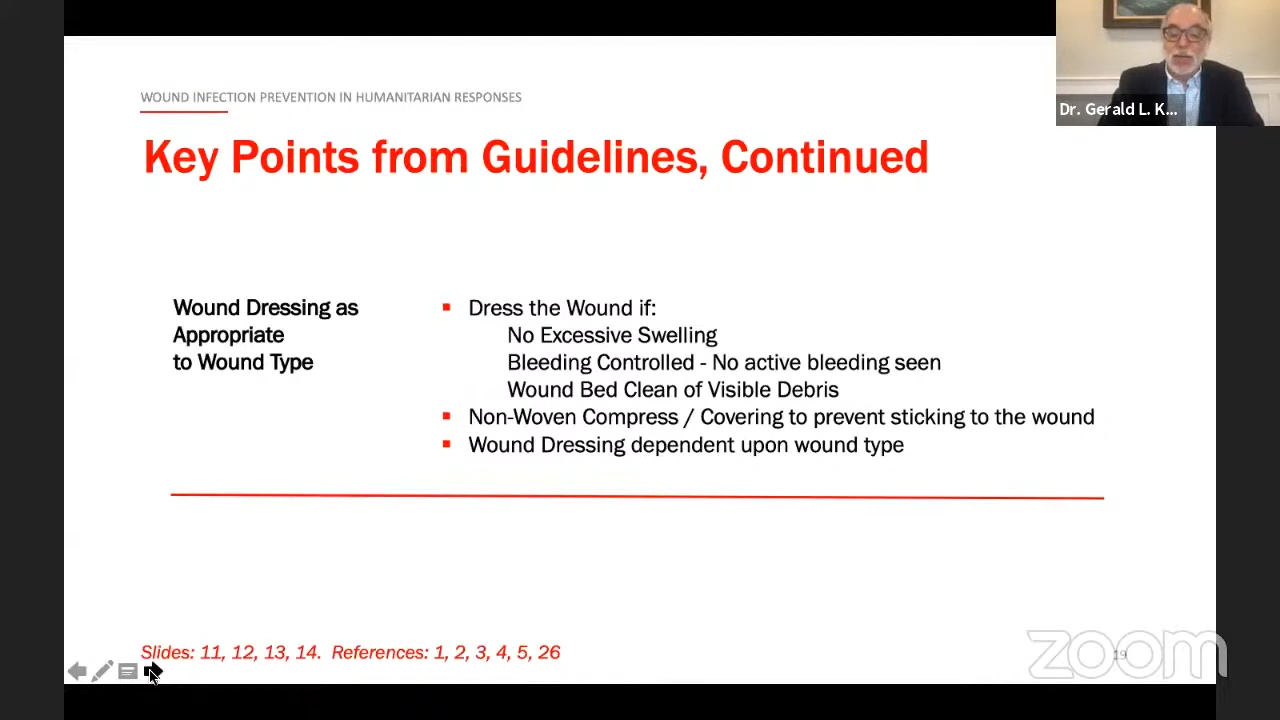 WOUND INFECTION PREVENTION IN HUMANITARIAN RESPONSES
Dr. Gerald L. K...
Key Points from Guidelines, Continued
Wound Dressing as
Appropriate
to Wound Type
▪ Dress the Wound if:
No Excessive Swelling
Bleeding Controlled - No active bleeding seen
Wound Bed Clean of Visible Debris
▪ Non-Woven Compress / Covering to prevent sticking to the wound
▪ Wound Dressing dependent upon wound type
Slides: 11, 12, 13, 14. References: 1, 2, 3, 4, 5, 26
19
zoom